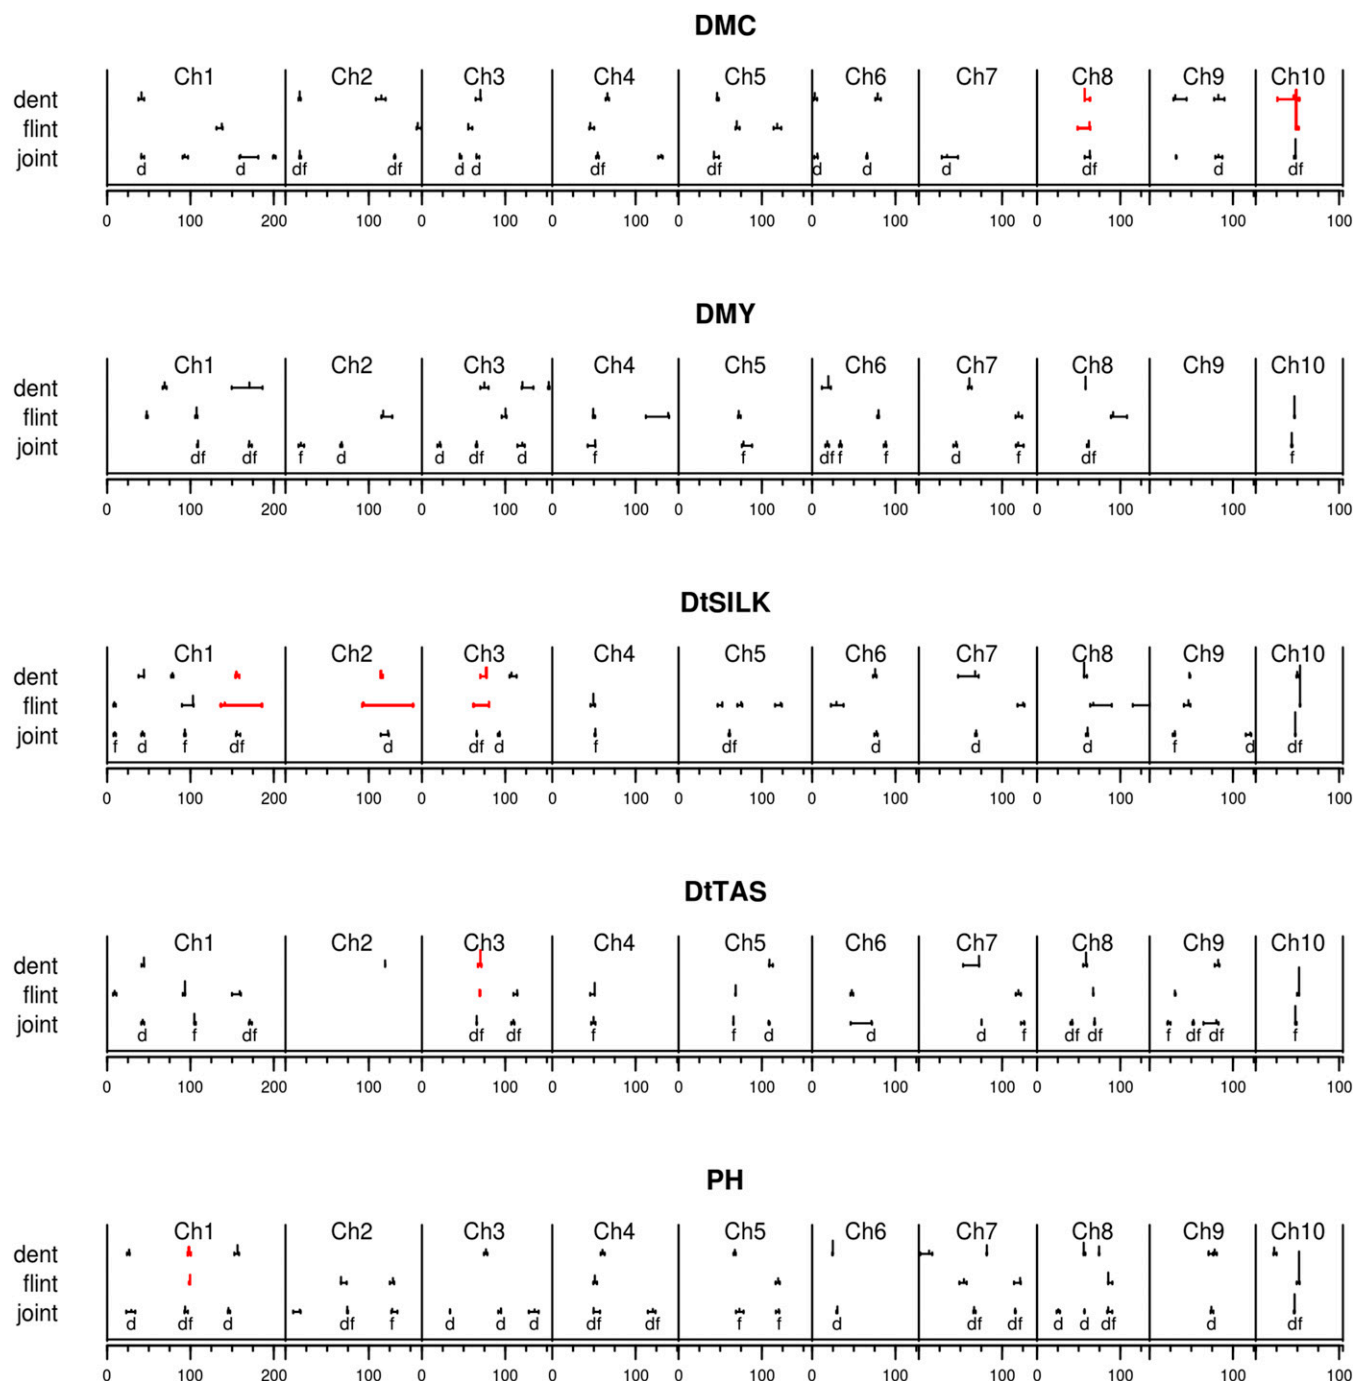 DMC
Ch1 Ch2 Ch3 Ch4 Ch5 Ch6 Ch7 Ch8 Ch9 Ch10
dent
flint
joint
d d df df d d df df d d d df d df
0 100 200 100 0 100 0 100 0 100 0 100 100 0 100 100 100
DMY
Ch1 Ch2 Ch3 Ch4 Ch5 Ch6 Ch7 Ch8 Ch9 Ch10
dent
flint
joint
df df f d d df d f f df f f d f df f
0 100 200 100 0 100 0 100 0 100 0 100 100 0 100 100 100
DtSILK
Ch1 Ch2 Ch3 Ch4 Ch5 Ch6 Ch7 Ch8 Ch9 Ch10
dent
flint
joint
f d f df d df d f df d d d f d df
0 100 200 100 0 100 0 100 0 100 0 100 100 0 100 100 100
DtTAS
Ch1 Ch2 Ch3 Ch4 Ch5 Ch6 Ch7 Ch8 Ch9 Ch10
dent
flint
joint
d f df df df f f d d d f df df f df df f
0 100 200 100 0 100 0 100 0 100 0 100 100 0 100 100 100
PH
Ch1 Ch2 Ch3 Ch4 Ch5 Ch6 Ch7 Ch8 Ch9 Ch10
dent
flint
joint
d df d df f d d d df df f f d df df d d df d df
0 100 200 100 0 100 0 100 0 100 0 100 100 0 100 100 100